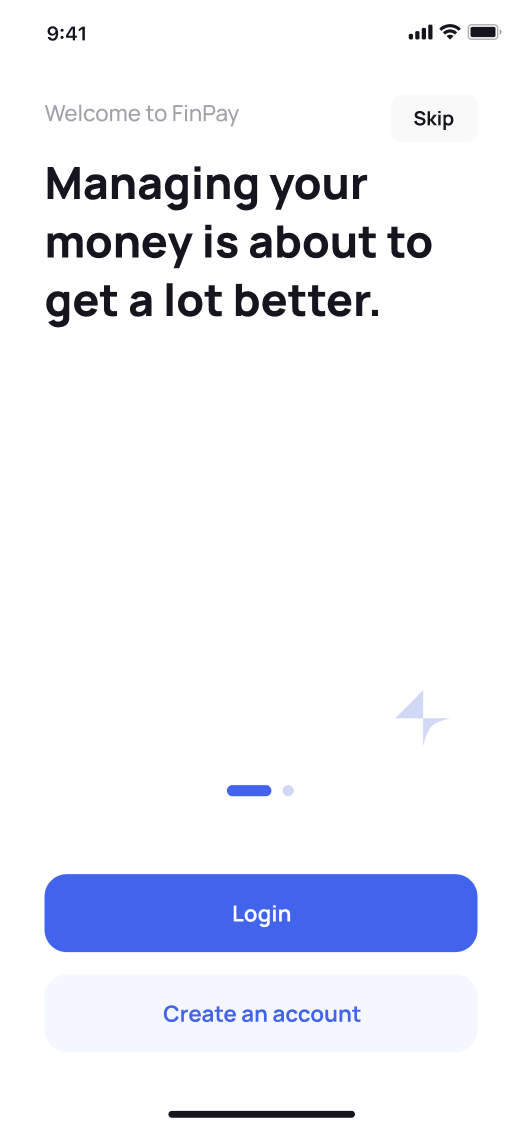 9:41
Welcome to FinPay
Skip
Managing your
money is about to
get a lot better.
Login
Create an account